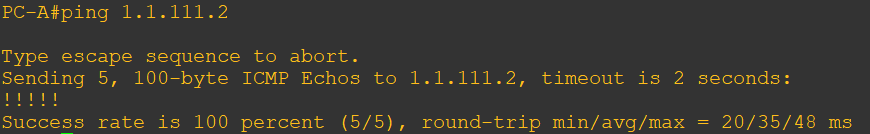 PC-A#ping 1.1.111.2
Type escape sequence to abort.
Sending 5, 100-byte ICMP Echos to 1.1.111.2, timeout is 2 seconds:
!!!!!
Success rate is 100 percent (5/5), round-trip min/avg/max = 20/35/48 ms